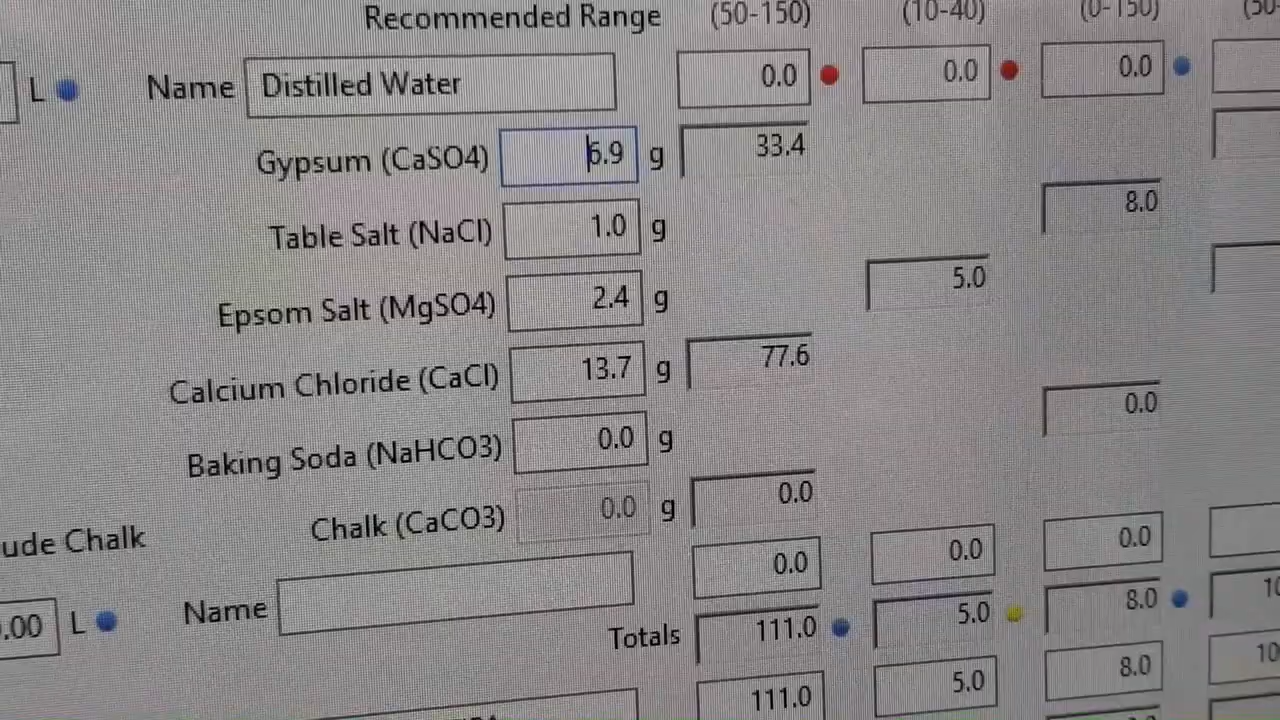 Recommended Range (50-150) (10-40) (0-150) (50-
L Name Distilled Water 0.0 0.0 0.0
Gypsum (CaSO4) 6.9 g 33.4
8.0
Table Salt (NaCl) 1.0 g
5.0
Epsom Salt (MgSO4) 2.4 g
Calcium Chloride (CaCl) 13.7 g 77.6
0.0
Baking Soda (NaHCO3) 0.0 g
ude Chalk Chalk (CaCO3) 0.0 g 0.0
.00 L Name 0.0 0.0 0.0
Totals 111.0 5.0 8.0 10
111.0 5.0 8.0 10